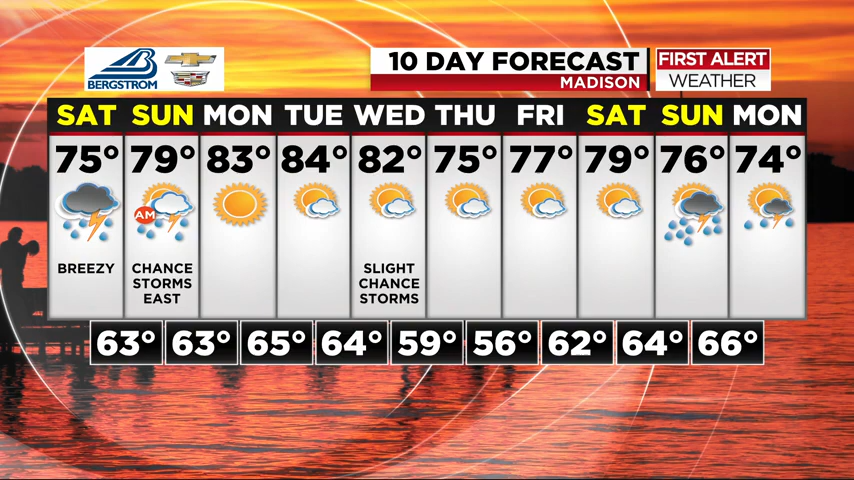 BERGSTROM
10 DAY FORECAST
MADISON
FIRST ALERT
WEATHER
SAT SUN MON TUE WED THU FRI SAT SUN MON
75° 79° 83° 84° 82° 75° 77° 79° 76° 74°
AM
BREEZY
CHANCE
STORMS
EAST
SLIGHT
CHANCE
STORMS
63° 63° 65° 64° 59° 56° 62° 64° 66°